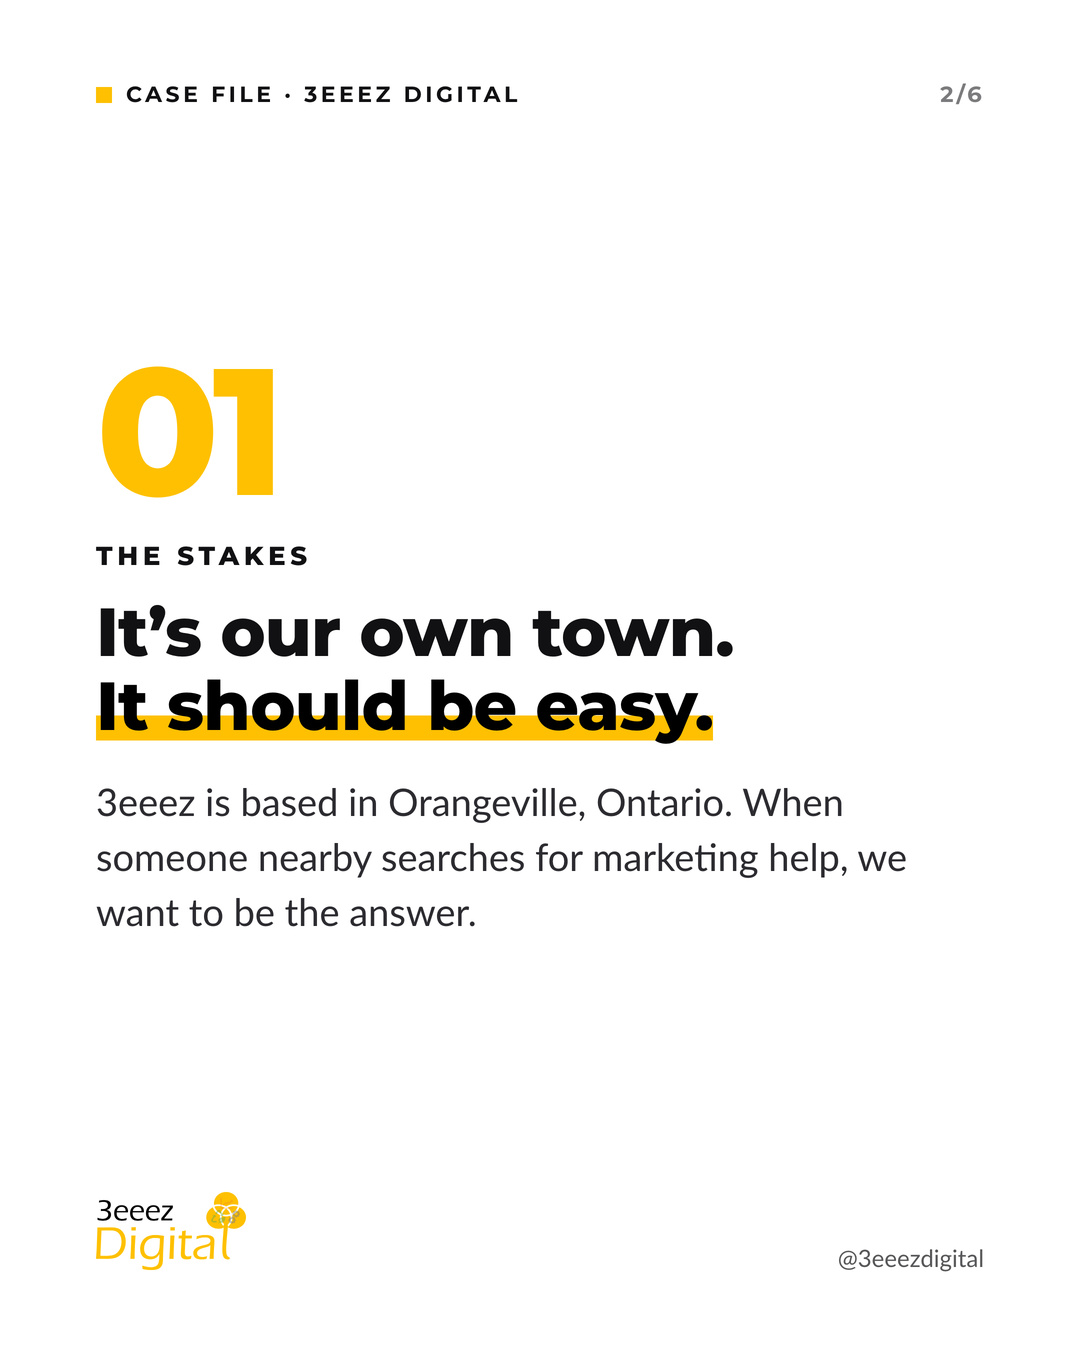 CASE FILE · 3EEEZ DIGITAL
2/6
01
THE STAKES
It’s our own town.
It should be easy.
3eeez is based in Orangeville, Ontario. When
someone nearby searches for marketing help, we
want to be the answer.
3eeez
Digital
@3eeezdigital